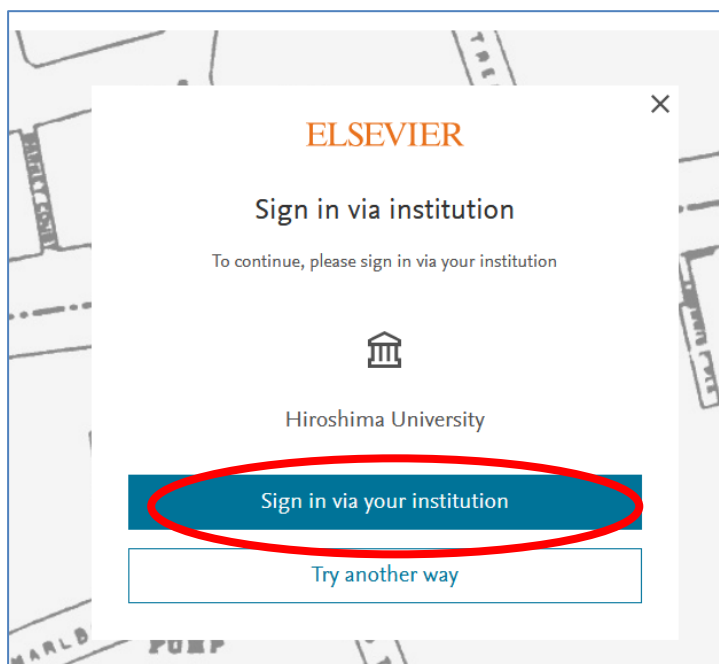 ELSEVIER
Sign in via institution
To continue, please sign in via your institution
Hiroshima University
Sign in via your institution
Try another way
PUMP